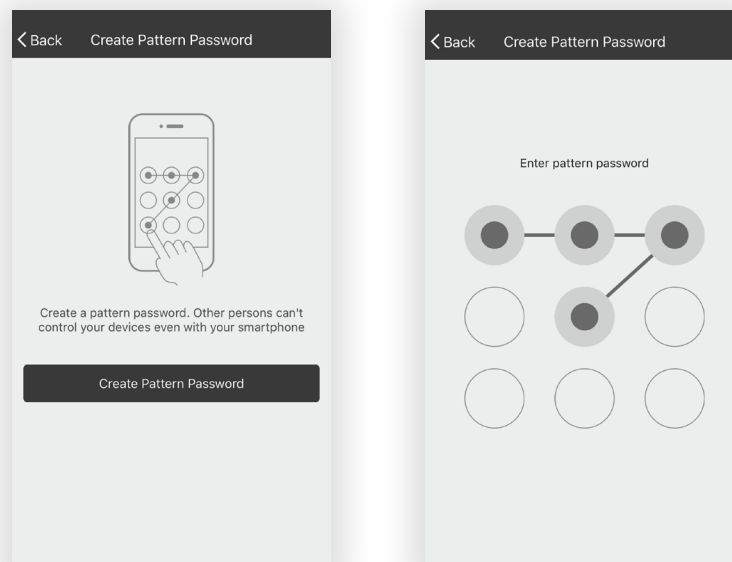 Back
Create Pattern Password
Create a pattern password. Other persons can't
control your devices even with your smartphone
Create Pattern Password
Back
Create Pattern Password
Enter pattern password